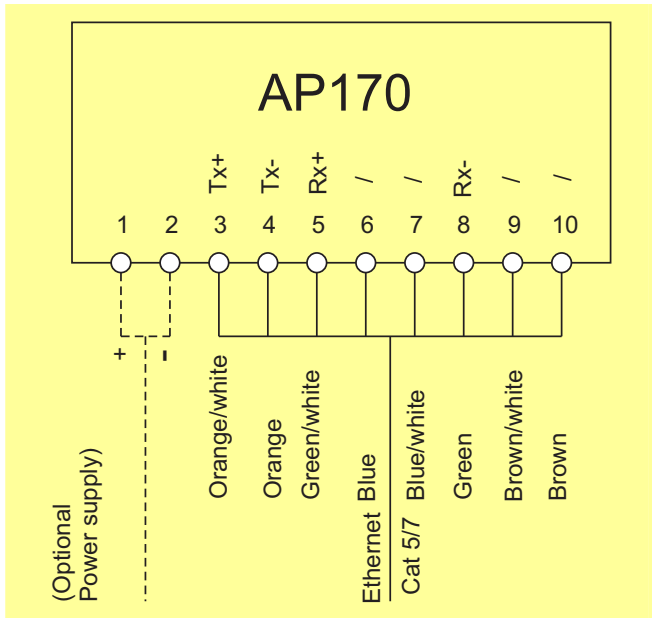 AP170
Tx+ Tx- Rx+ / / Rx- / /
1 2 3 4 5 6 7 8 9 10
+ -
Orange/white
Orange
Green/white
Blue
Blue/white
Green
Brown/white
Brown
(Optional
Power supply)
Ethernet
Cat 5/7